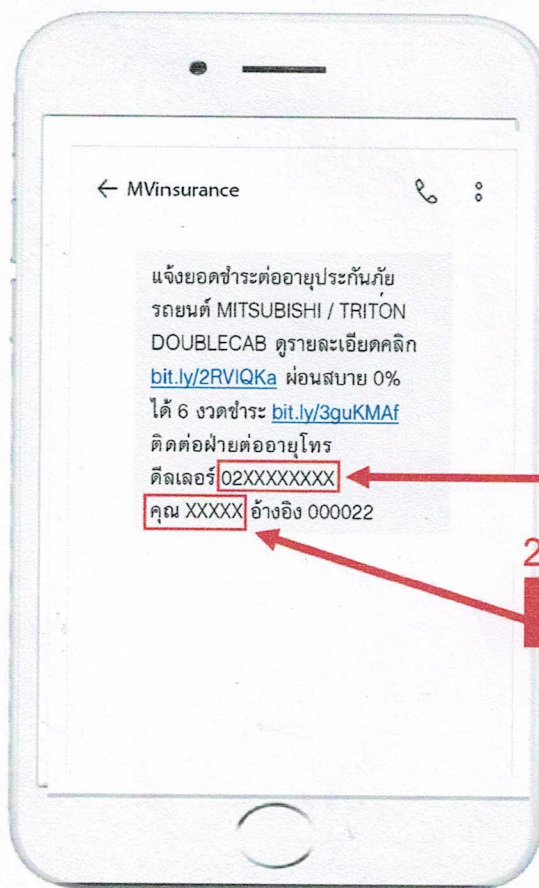 ← MVinsurance
แจ้งยอดชำระต่ออายุประกันภัย
รถยนต์ MITSUBISHI / TRITON
DOUBLECAB ดูรายละเอียดคลิก
bit.ly/2RVIQKa ผ่อนสบาย 0%
ได้ 6 งวดชำระ bit.ly/3guKMAf
ติดต่อฝ่ายต่ออายุโทร
ดีลเลอร์ 02XXXXXXXX
คุณ XXXXX อ้างอิง 000022
2